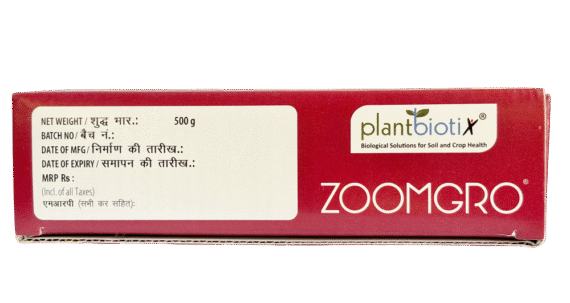 NET WEIGHT / शुद्ध भार.: 500 g
BATCH NO / बैच नं.:
DATE OF MFG / निर्माण की तारीख.:
DATE OF EXPIRY / समापन की तारीख.:
MRP Rs :
(Incl. of all Taxes)
एमआरपी (सभी कर सहित):
plantbiotix®
Biological Solutions for Soil and Crop Health
ZOOMGRO®